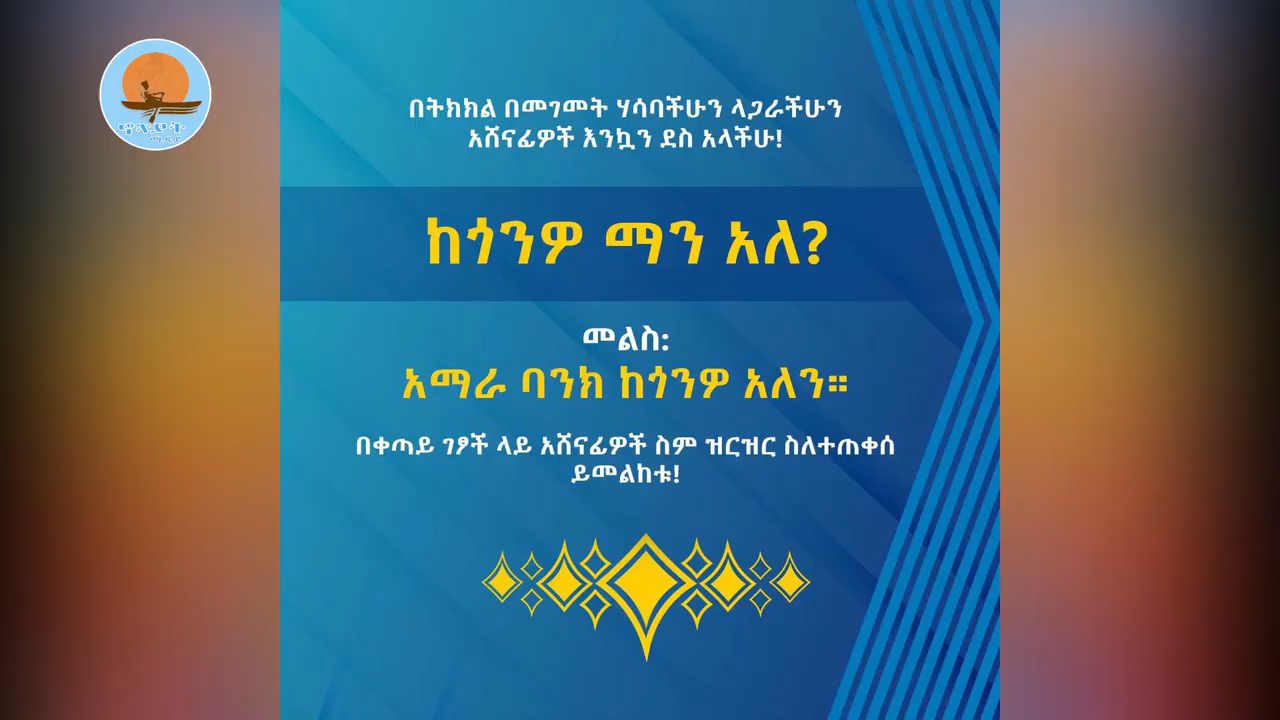 በትክክል በመገመት ሃሳባችሁን ላጋራችሁን
አሸናፊዎች እንኳን ደስ አላችሁ!
ከጎንዎ ማን አለ?
መልስ:
አማራ ባንክ ከጎንዎ አለን።
በቀጣይ ገፆች ላይ አሸናፊዎች ስም ዝርዝር ስለተጠቀሰ
ይመልከቱ!